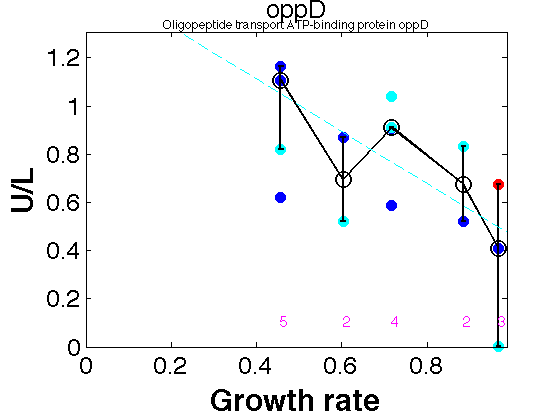 oppD
Oligopeptide transport ATP-binding protein oppD
1.2
1
0.8
0.6
0.4
0.2
0
U/L
5 2 4 2 3
0 0.2 0.4 0.6 0.8
Growth rate